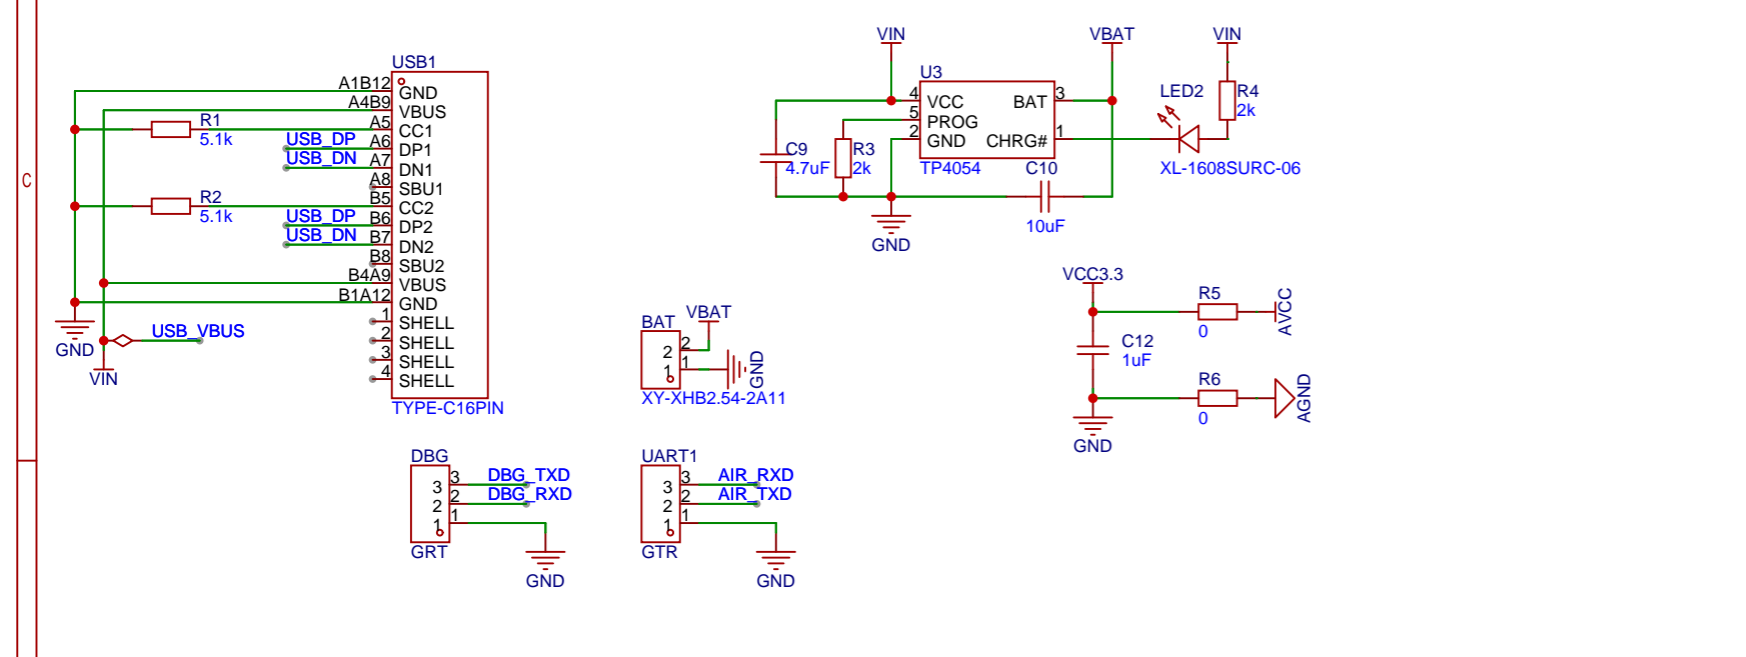 C
USB1
A1B12
GND
A4B9
VBUS
R1
5.1k
A5
CC1
USB_DP
A6
DP1
USB_DN
A7
DN1
A8
SBU1
R2
5.1k
B5
CC2
USB_DP
B6
DP2
USB_DN
B7
DN2
B8
SBU2
B4A9
VBUS
B1A12
GND
1
SHELL
2
SHELL
3
SHELL
4
SHELL
TYPE-C16PIN
GND
USB_VBUS
VIN
VIN
VBAT
VIN
U3
4
VCC
BAT
3
5
PROG
2
GND
CHRG#
1
TP4054
C9
4.7uF
R3
2k
C10
10uF
GND
LED2
R4
2k
XL-1608SURC-06
BAT
VBAT
2
2
1
1
GND
XY-XHB2.54-2A11
VCC3.3
R5
0
AVCC
C12
1uF
R6
0
AGND
GND
DBG
3
3
DBG_TXD
2
2
DBG_RXD
1
1
GRT
GND
UART1
3
3
AIR_RXD
2
2
AIR_TXD
1
1
GTR
GND